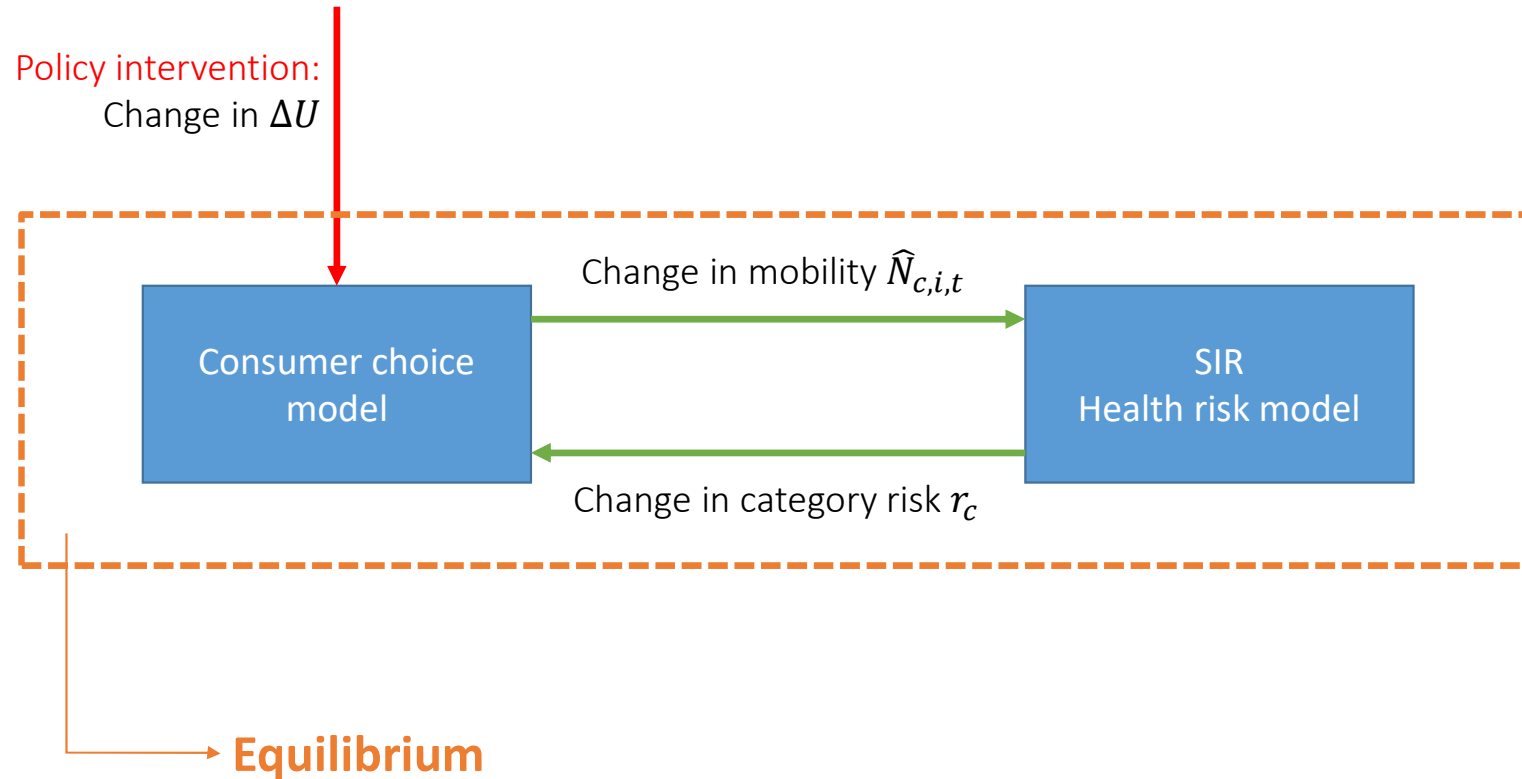 Policy intervention:
Change in ΔU
Change in mobility N̂c,i,t
Consumer choice
model
SIR
Health risk model
Change in category risk rc
Equilibrium